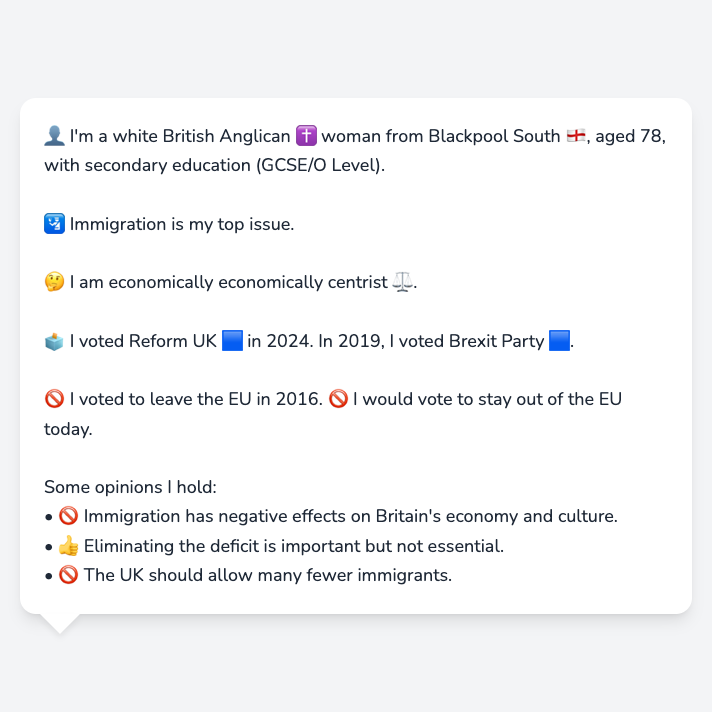 👤 I'm a white British Anglican ✝️ woman from Blackpool South 🏴󠁧󠁢󠁥󠁮󠁧󠁿, aged 78,
with secondary education (GCSE/O Level).
🛂 Immigration is my top issue.
🤔 I am economically economically centrist ⚖️.
🗳️ I voted Reform UK 🟦 in 2024. In 2019, I voted Brexit Party 🟦.
🚫 I voted to leave the EU in 2016. 🚫 I would vote to stay out of the EU
today.
Some opinions I hold:
• 🚫 Immigration has negative effects on Britain's economy and culture.
• 👍 Eliminating the deficit is important but not essential.
• 🚫 The UK should allow many fewer immigrants.